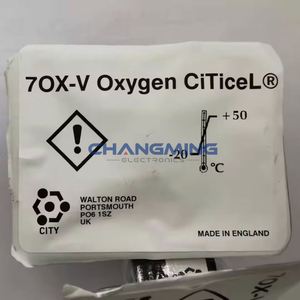 7OX-V Oxygen CiTiceL®
!
+50
-20
°C
CHANGMING
ELECTRONICS
CITY
WALTON ROAD
PORTSMOUTH
PO6 1SZ
UK
MADE IN ENGLAND